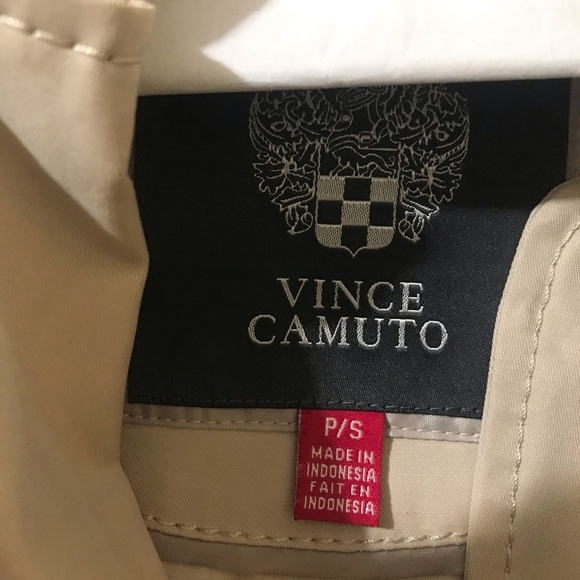 VINCE
CAMUTO
P/S
MADE IN
INDONESIA
FAIT EN
INDONESIA